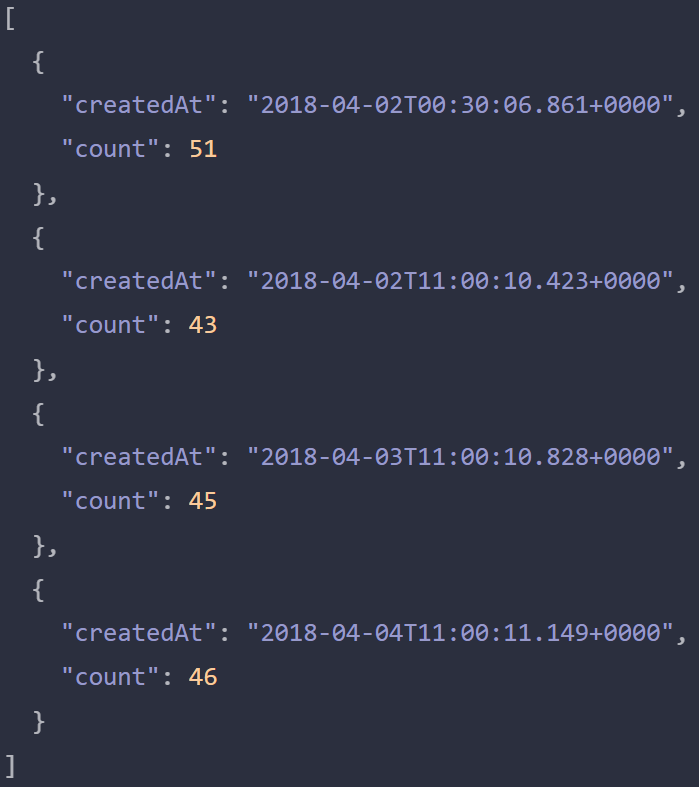 [
  {
    "createdAt": "2018-04-02T00:30:06.861+0000",
    "count": 51
  },
  {
    "createdAt": "2018-04-02T11:00:10.423+0000",
    "count": 43
  },
  {
    "createdAt": "2018-04-03T11:00:10.828+0000",
    "count": 45
  },
  {
    "createdAt": "2018-04-04T11:00:11.149+0000",
    "count": 46
  }
]